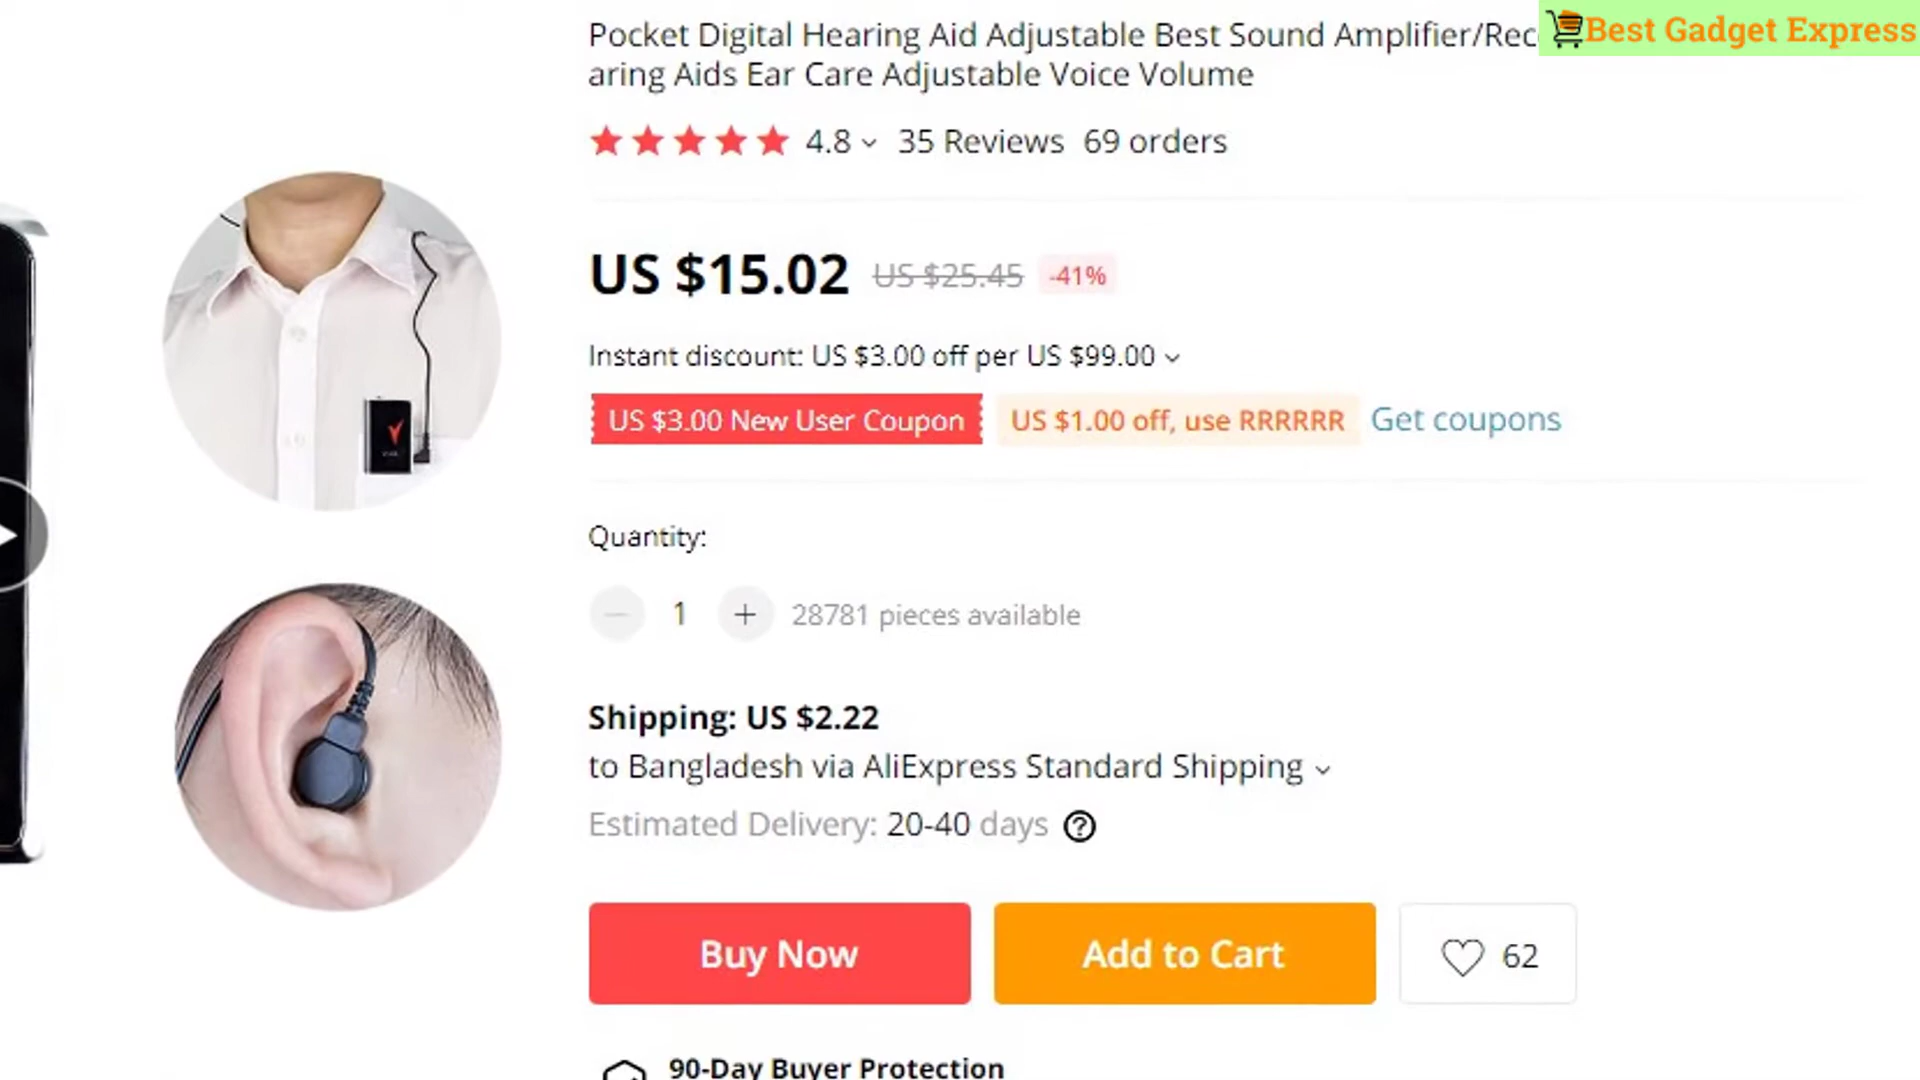 Best Gadget Express
Pocket Digital Hearing Aid Adjustable Best Sound Amplifier/Rec
aring Aids Ear Care Adjustable Voice Volume
4.8 35 Reviews 69 orders
US $15.02 US $25.45 -41%
Instant discount: US $3.00 off per US $99.00
US $3.00 New User Coupon US $1.00 off, use RRRRRR Get coupons
Quantity:
1 + 28781 pieces available
Shipping: US $2.22
to Bangladesh via AliExpress Standard Shipping
Estimated Delivery: 20-40 days ?
Buy Now Add to Cart 62
90-Day Buyer Protection